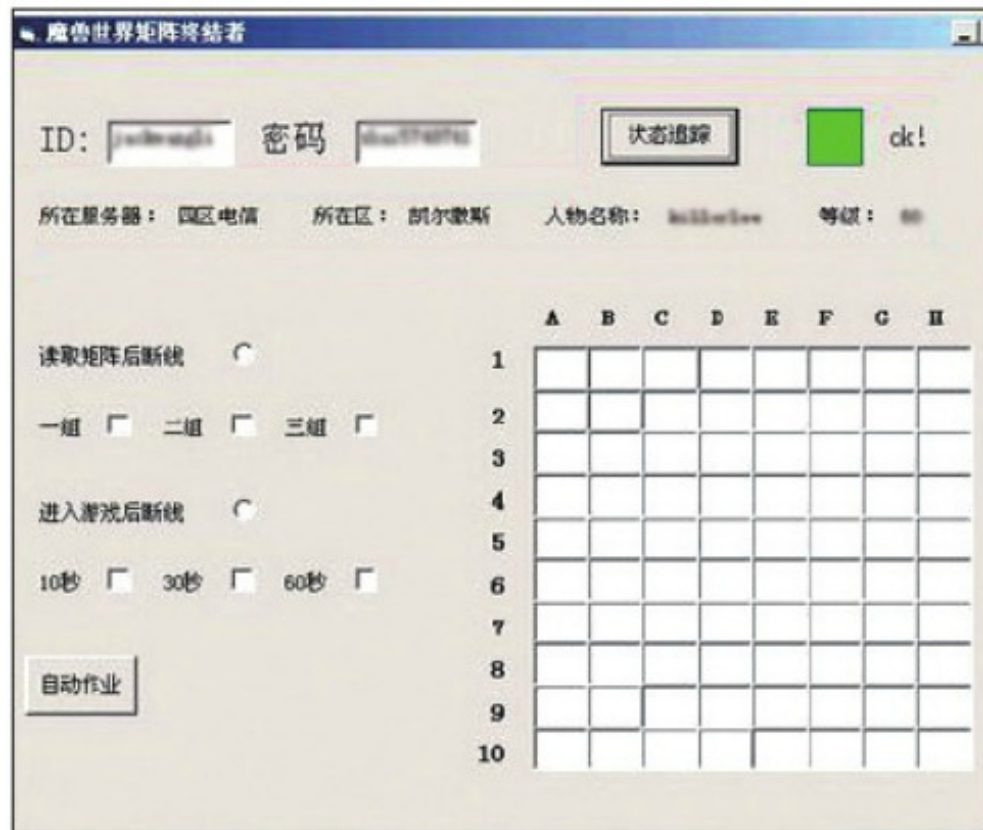 魔兽世界矩阵终结者
ID: 密码 状态追踪 ok!
所在服务器： 四区电信 所在区： 凯尔萨斯 人物名称： 等级：
A B C D E F G H
读取矩阵后断线
1
一组 二组 三组
2
3
进入游戏后断线
4
5
10秒 30秒 60秒
6
7
自动作业
8
9
10